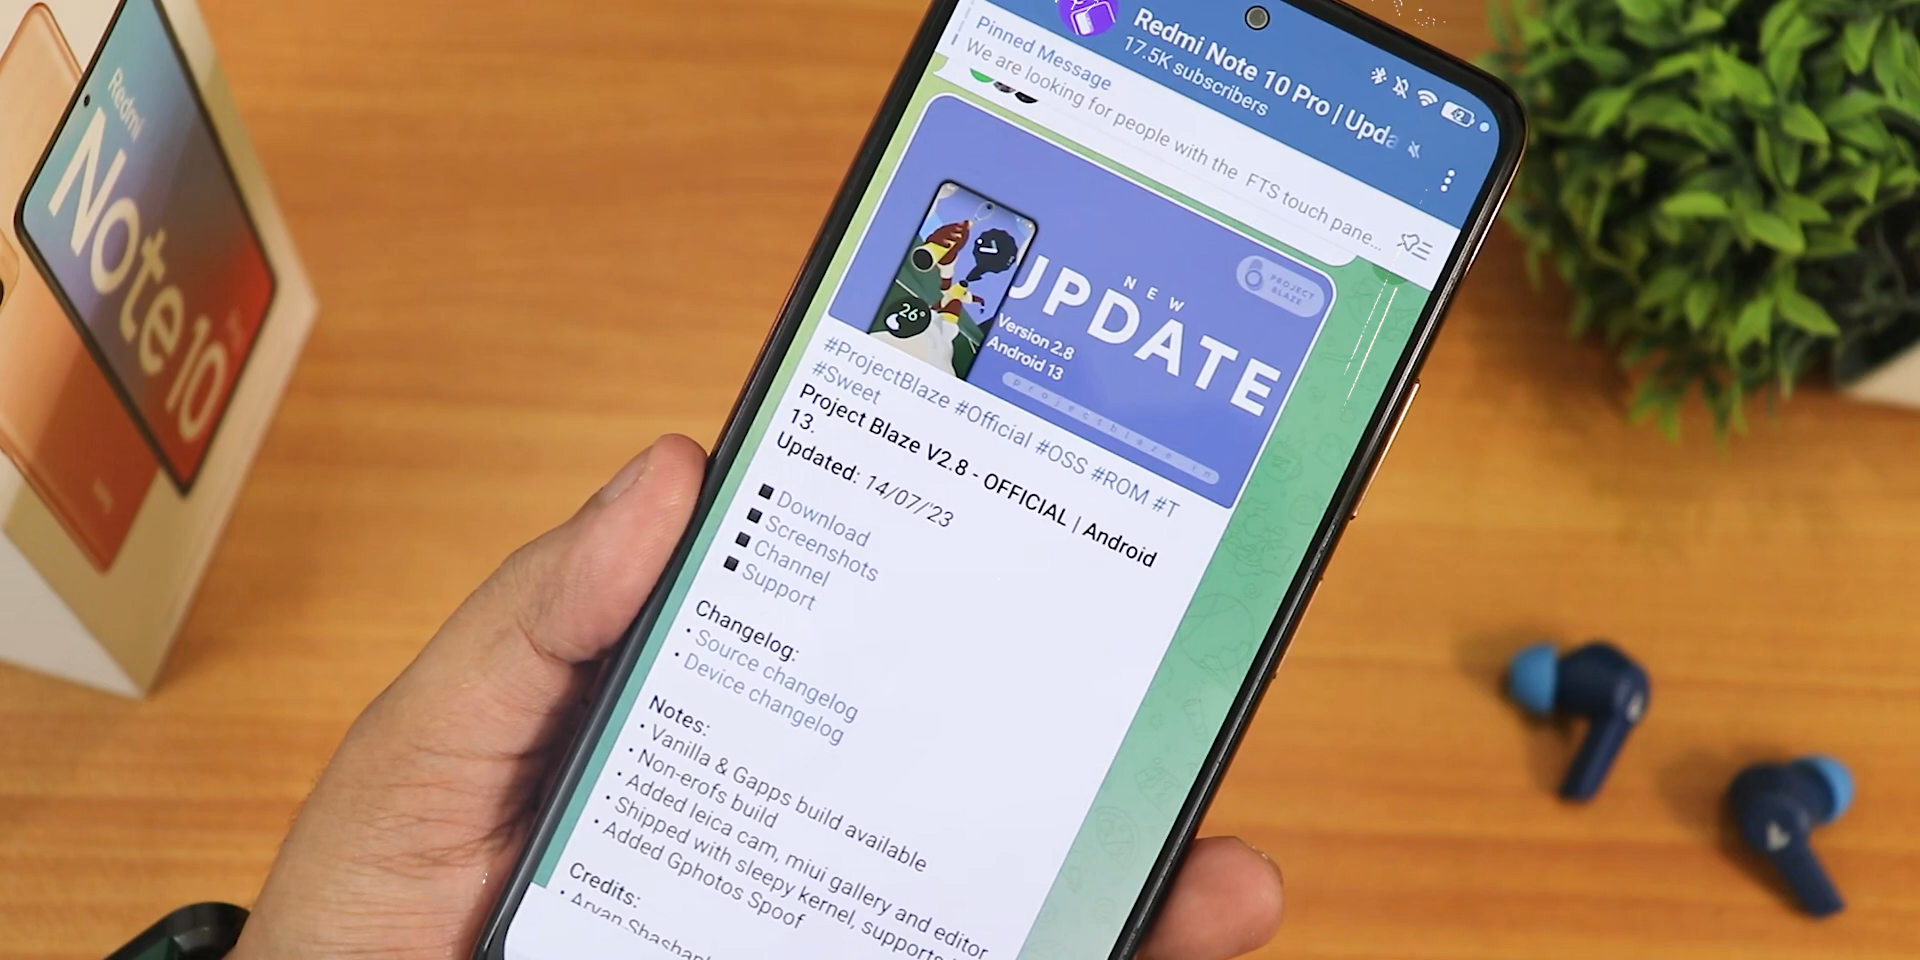 Redmi
Note 10
Redmi Note 10 Pro | Upda
17.5K subscribers
Pinned Message
We are looking for people with the FTS touch pane...
PROJECT
BLAZE
NEW
UPDATE
Version 2.8
Android 13
projectblaze.in
26°
#ProjectBlaze #Official #OSS #ROM #T
#Sweet
Project Blaze V2.8 - OFFICIAL | Android
13.
Updated: 14/07/'23
Download
Screenshots
Channel
Support
Changelog:
• Source changelog
• Device changelog
Notes:
• Vanilla & Gapps build available
• Non-erofs build
• Added leica cam, miui gallery and editor
• Shipped with sleepy kernel, supports
• Added Gphotos Spoof
Credits:
• Aryan Shashank